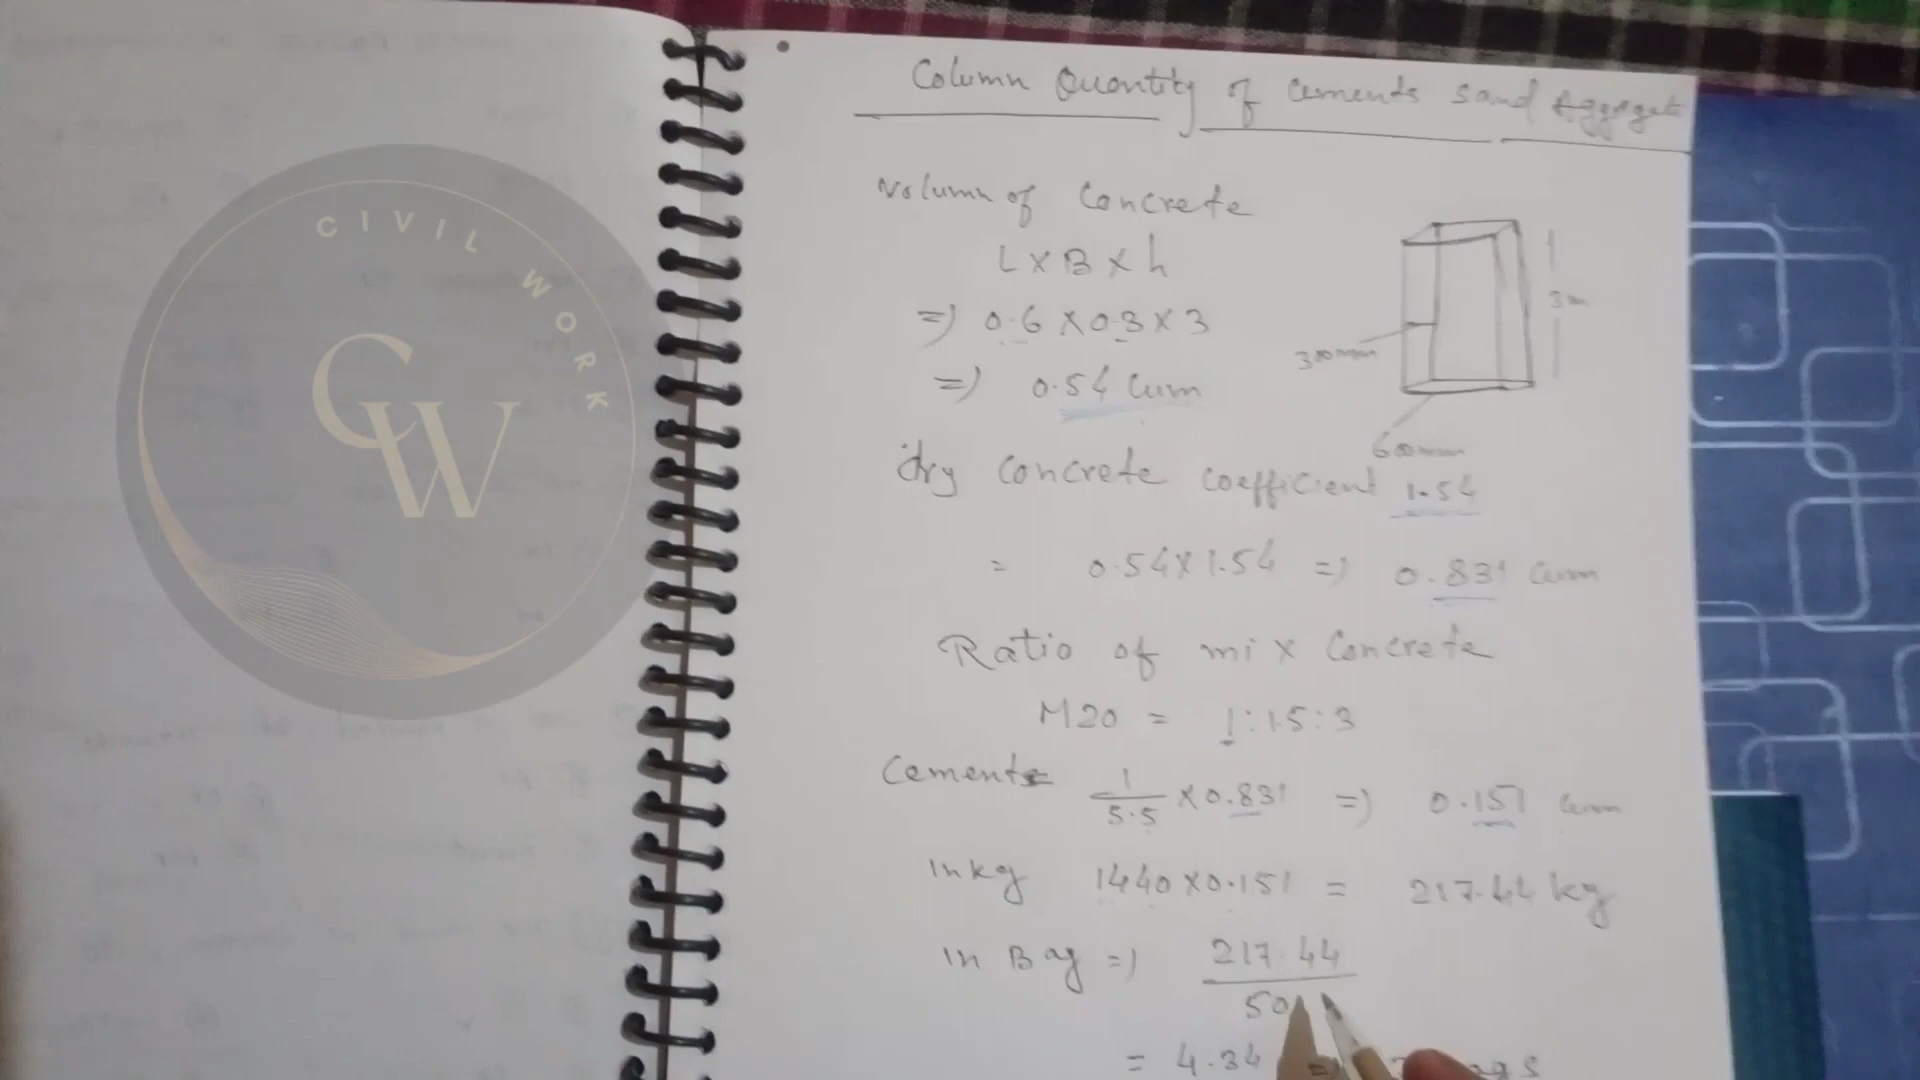 CIVIL WORK
CW
Column Quantity of cements sand Aggregate
Volumn of Concrete
L X B X h
=) 0.6 X 0.3 X 3
=) 0.54 Cum
3m
300mm
600mm
dry concrete coefficient 1.54
= 0.54 X 1.54 =) 0.831 Cum
Ratio of mix Concrete
M20 = 1:1.5:3
Cement = 1/5.5 X 0.831 =) 0.151 Cum
In kg 1440 X 0.151 = 217.44 kg
In Bag =) 217.44
50
= 4.34